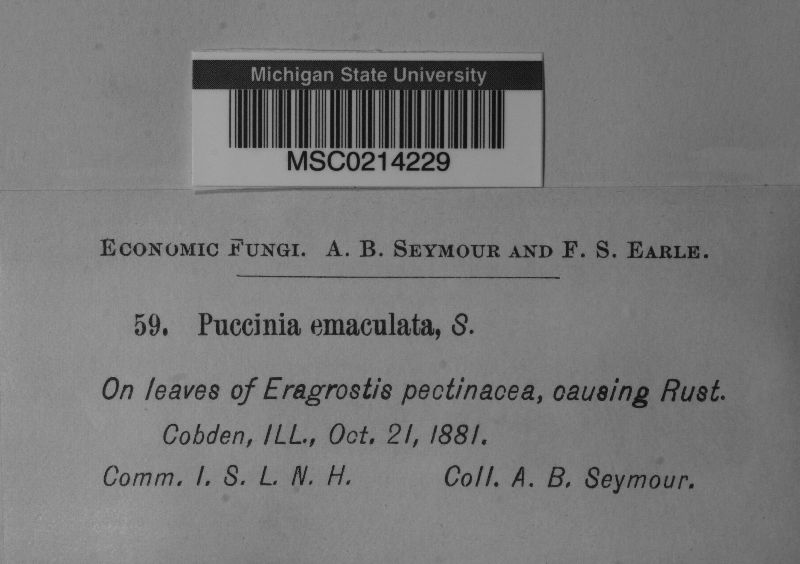 Michigan State University
MSC0214229
ECONOMIC FUNGI. A. B. SEYMOUR AND F. S. EARLE.
59. Puccinia emaculata, S.
On leaves of Eragrostis pectinacea, causing Rust.
Cobden, ILL., Oct. 21, 1881.
Comm. I. S. L. N. H. Coll. A. B. Seymour.